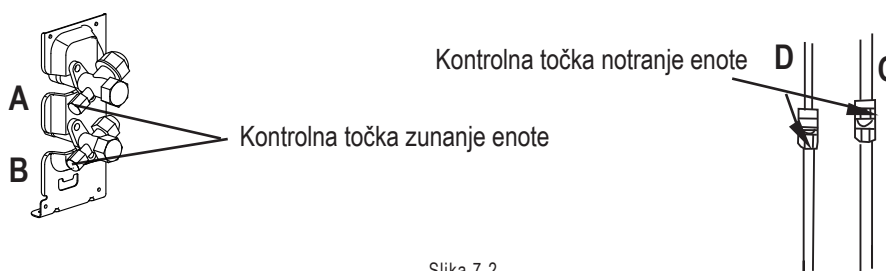 Kontrolna točka notranje enote D C
A
Kontrolna točka zunanje enote
B
Slika 7.2